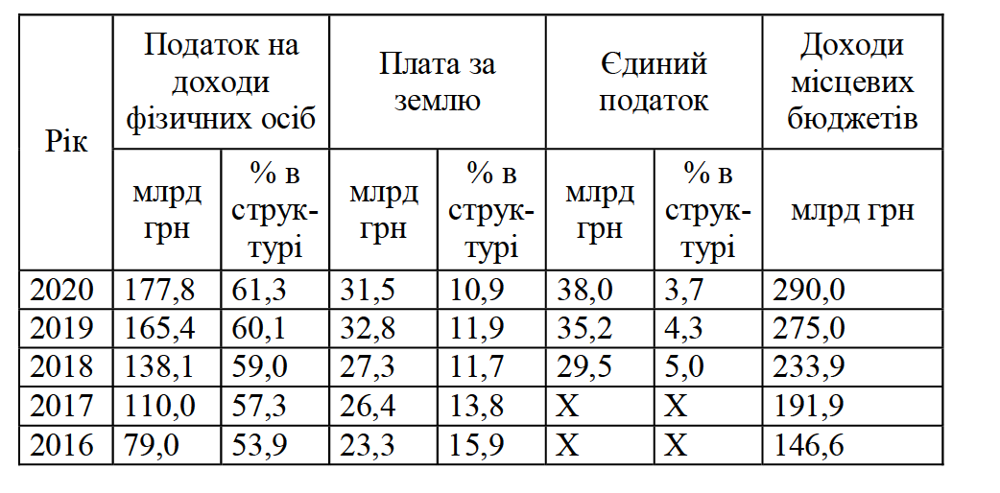 Рік | Податок на доходи фізичних осіб | Плата за землю | Єдиний податок | Доходи місцевих бюджетів
млрд грн | % в струк-турі | млрд грн | % в струк-турі | млрд грн | % в струк-турі | млрд грн
2020 | 177,8 | 61,3 | 31,5 | 10,9 | 38,0 | 3,7 | 290,0
2019 | 165,4 | 60,1 | 32,8 | 11,9 | 35,2 | 4,3 | 275,0
2018 | 138,1 | 59,0 | 27,3 | 11,7 | 29,5 | 5,0 | 233,9
2017 | 110,0 | 57,3 | 26,4 | 13,8 | Х | Х | 191,9
2016 | 79,0 | 53,9 | 23,3 | 15,9 | Х | Х | 146,6